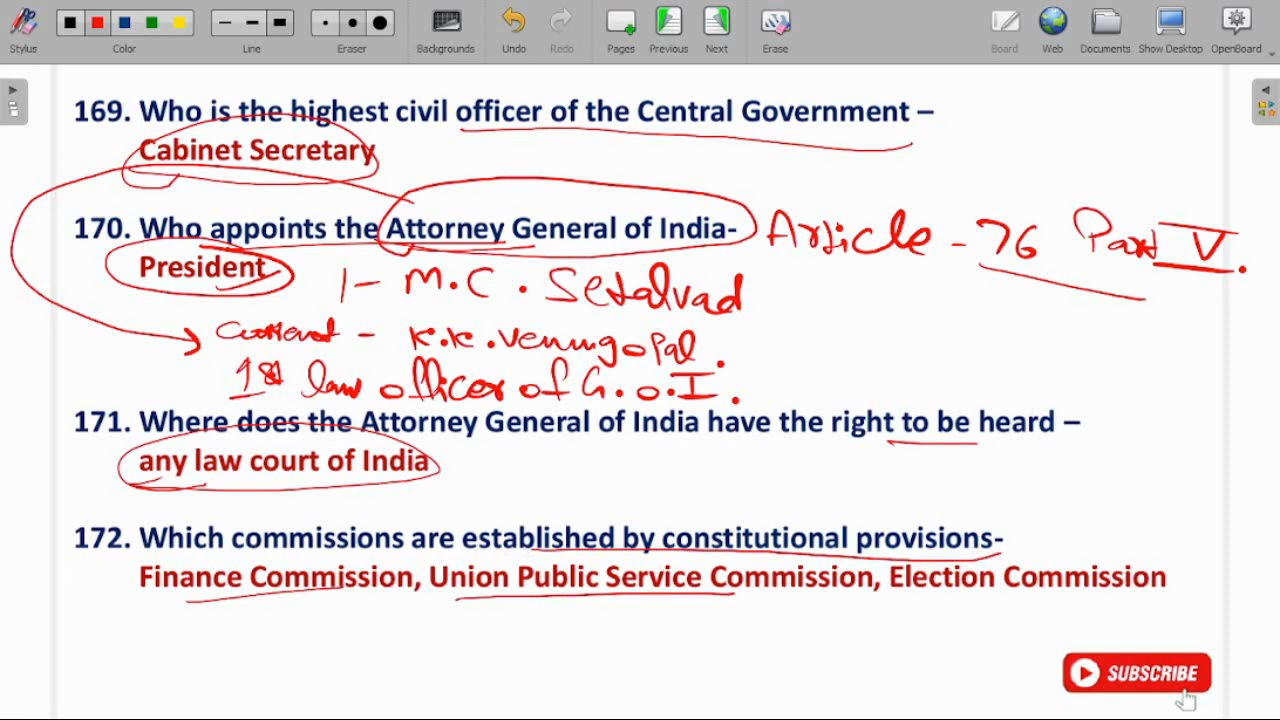 Stylus Color Line Eraser Backgrounds Undo Redo Pages Previous Next Erase Board Web Documents Show Desktop OpenBoard
169. Who is the highest civil officer of the Central Government –
Cabinet Secretary
170. Who appoints the Attorney General of India- Article - 76 Part V.
President
1 - M.C. Setalvad
current - K.K. Venugopal.
1st law officer of G.O.I.
171. Where does the Attorney General of India have the right to be heard –
any law court of India
172. Which commissions are established by constitutional provisions-
Finance Commission, Union Public Service Commission, Election Commission
SUBSCRIBE